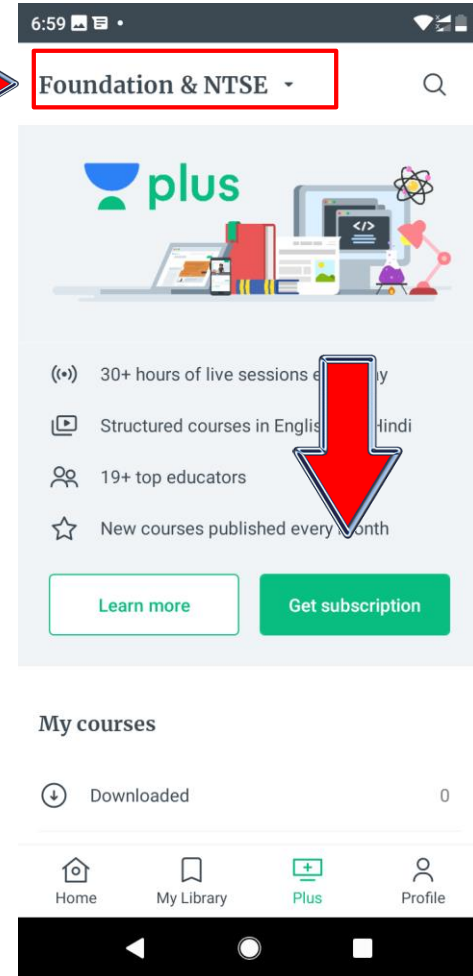 6:59
Foundation & NTSE
plus
</>
30+ hours of live sessions
Structured courses in Hindi
19+ top educators
New courses published every
Learn more
Get subscription
My courses
Downloaded 0
Home My Library Plus Profile